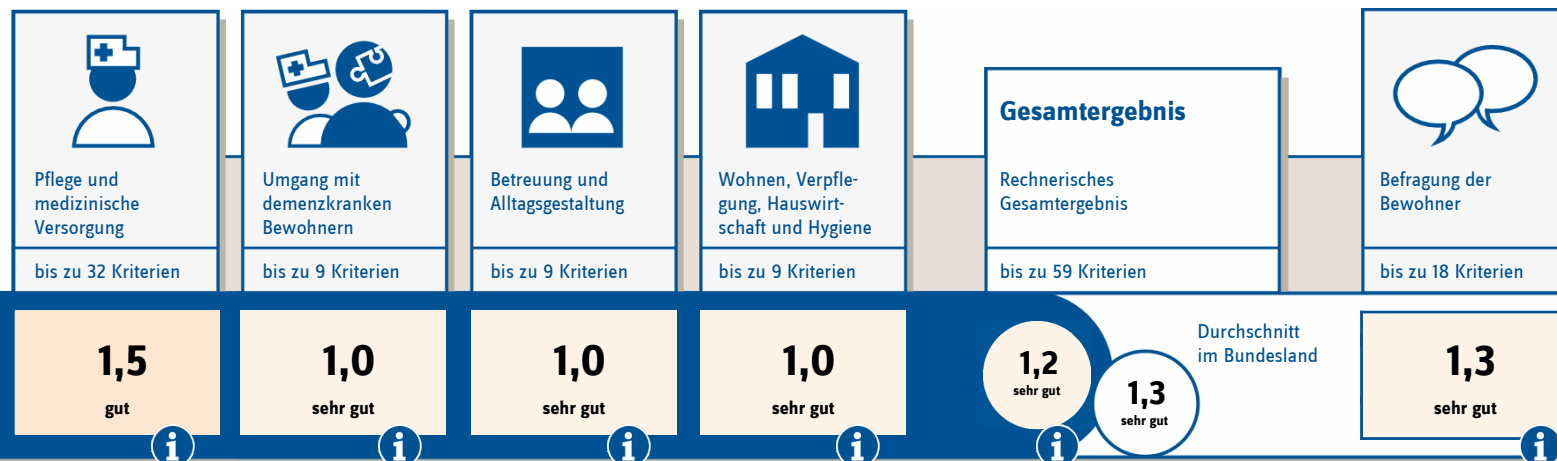 Pflege und
medizinische
Versorgung
bis zu 32 Kriterien
1,5
gut
Umgang mit
demenzkranken
Bewohnern
bis zu 9 Kriterien
1,0
sehr gut
Betreuung und
Alltagsgestaltung
bis zu 9 Kriterien
1,0
sehr gut
Wohnen, Verpfle-
gung, Hauswirt-
schaft und Hygiene
bis zu 9 Kriterien
1,0
sehr gut
Gesamtergebnis
Rechnerisches
Gesamtergebnis
bis zu 59 Kriterien
1,2
sehr gut
1,3
sehr gut
Durchschnitt
im Bundesland
Befragung der
Bewohner
bis zu 18 Kriterien
1,3
sehr gut